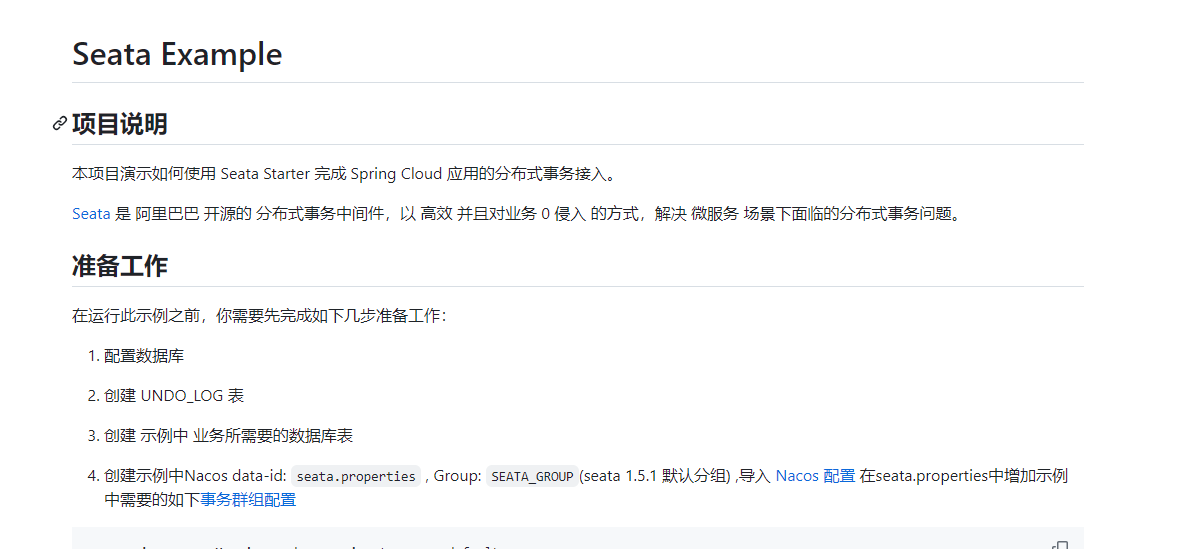 Seata Example
项目说明
本项目演示如何使用 Seata Starter 完成 Spring Cloud 应用的分布式事务接入。
Seata 是 阿里巴巴 开源的 分布式事务中间件，以 高效 并且对业务 0 侵入 的方式，解决 微服务 场景下面临的分布式事务问题。
准备工作
在运行此示例之前，你需要先完成如下几步准备工作：
1. 配置数据库
2. 创建 UNDO_LOG 表
3. 创建 示例中 业务所需要的数据库表
4. 创建示例中Nacos data-id: seata.properties , Group: SEATA_GROUP (seata 1.5.1 默认分组) ,导入 Nacos 配置 在seata.properties中增加示例
中需要的如下事务群组配置